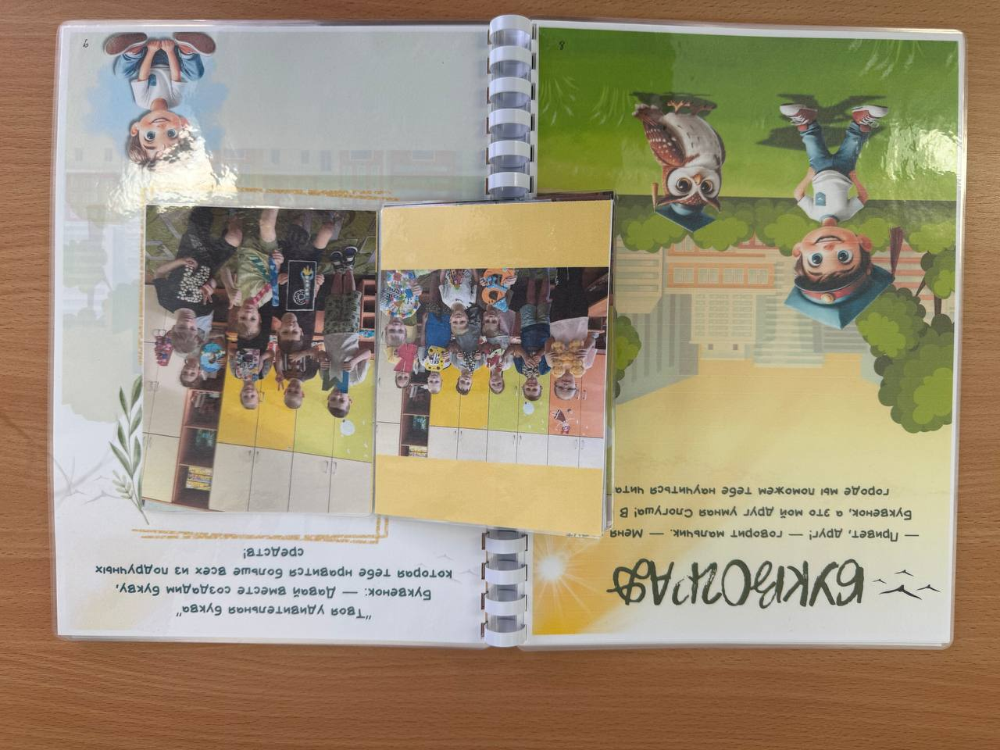 БУКВОГРАД
— Привет, друг! — говорит мальчик. — Меня
Буквенок, а это мой друг умная Слогуша! В
городе мы поможем тебе научиться
8
"Твоя удивительная буква"
Буквенок: — Давай вместе создадим букву,
которая тебе нравится больше всех из подручных
средств!
9